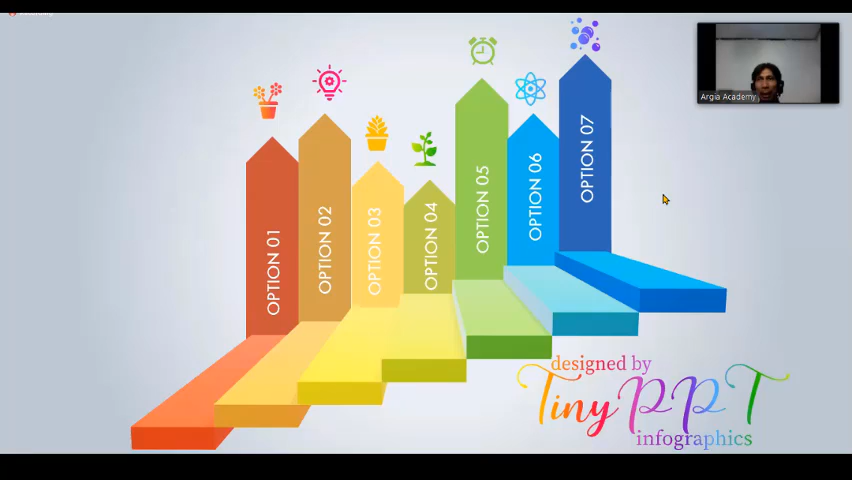 OPTION 01
OPTION 02
OPTION 03
OPTION 04
OPTION 05
OPTION 06
OPTION 07
Argia Academy
designed by
TinyPPT
infographics